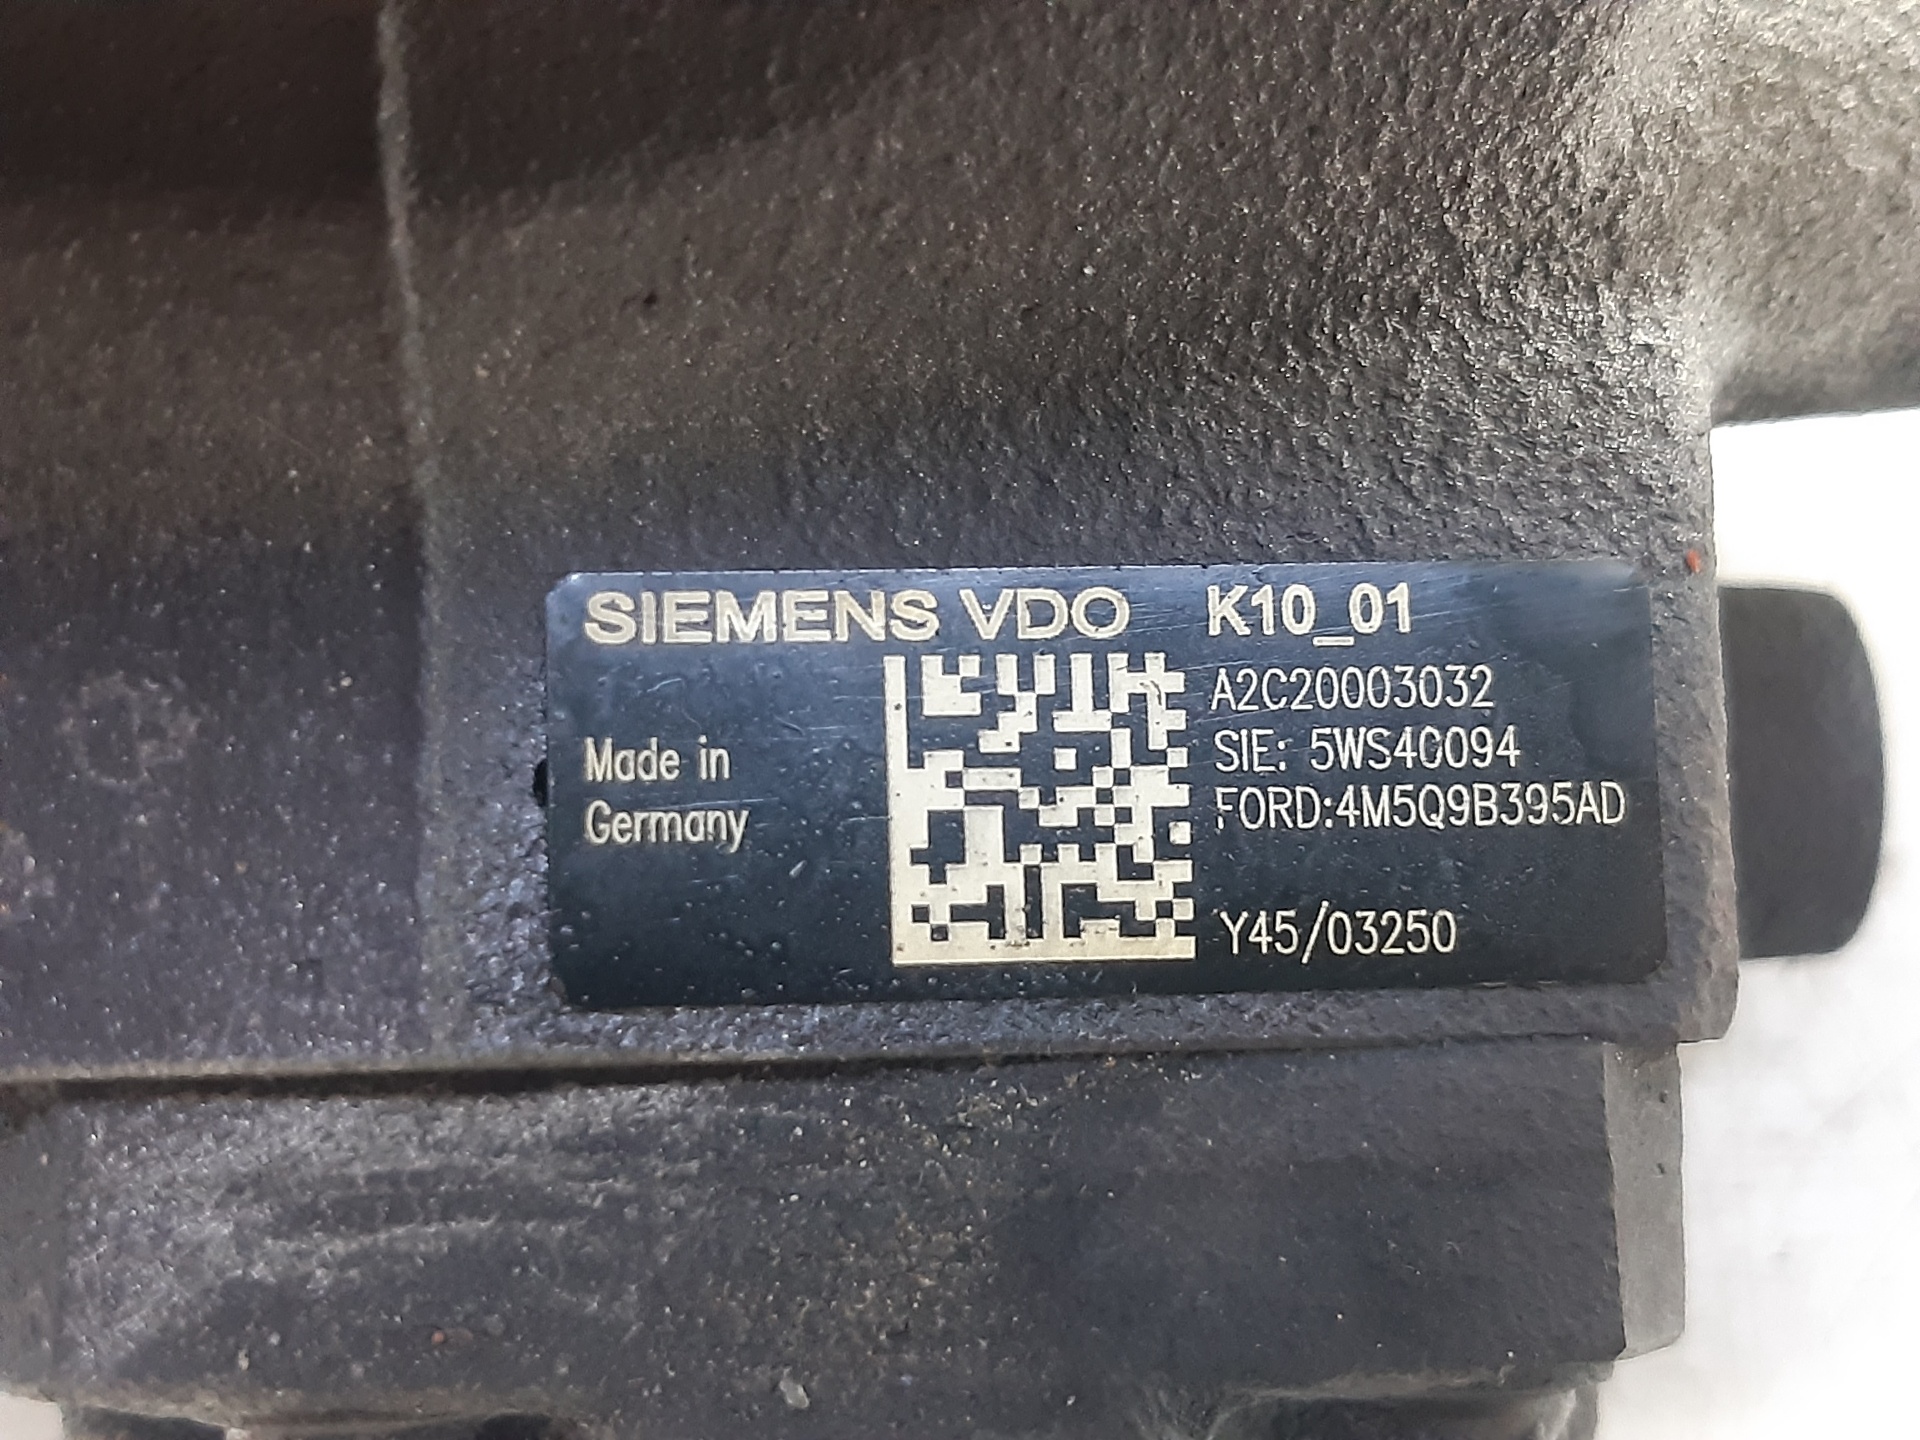 SIEMENS VDO K10_01
A2C20003032
SIE: 5WS40094
FORD:4M5Q9B395AD
Made in
Germany
Y45/03250